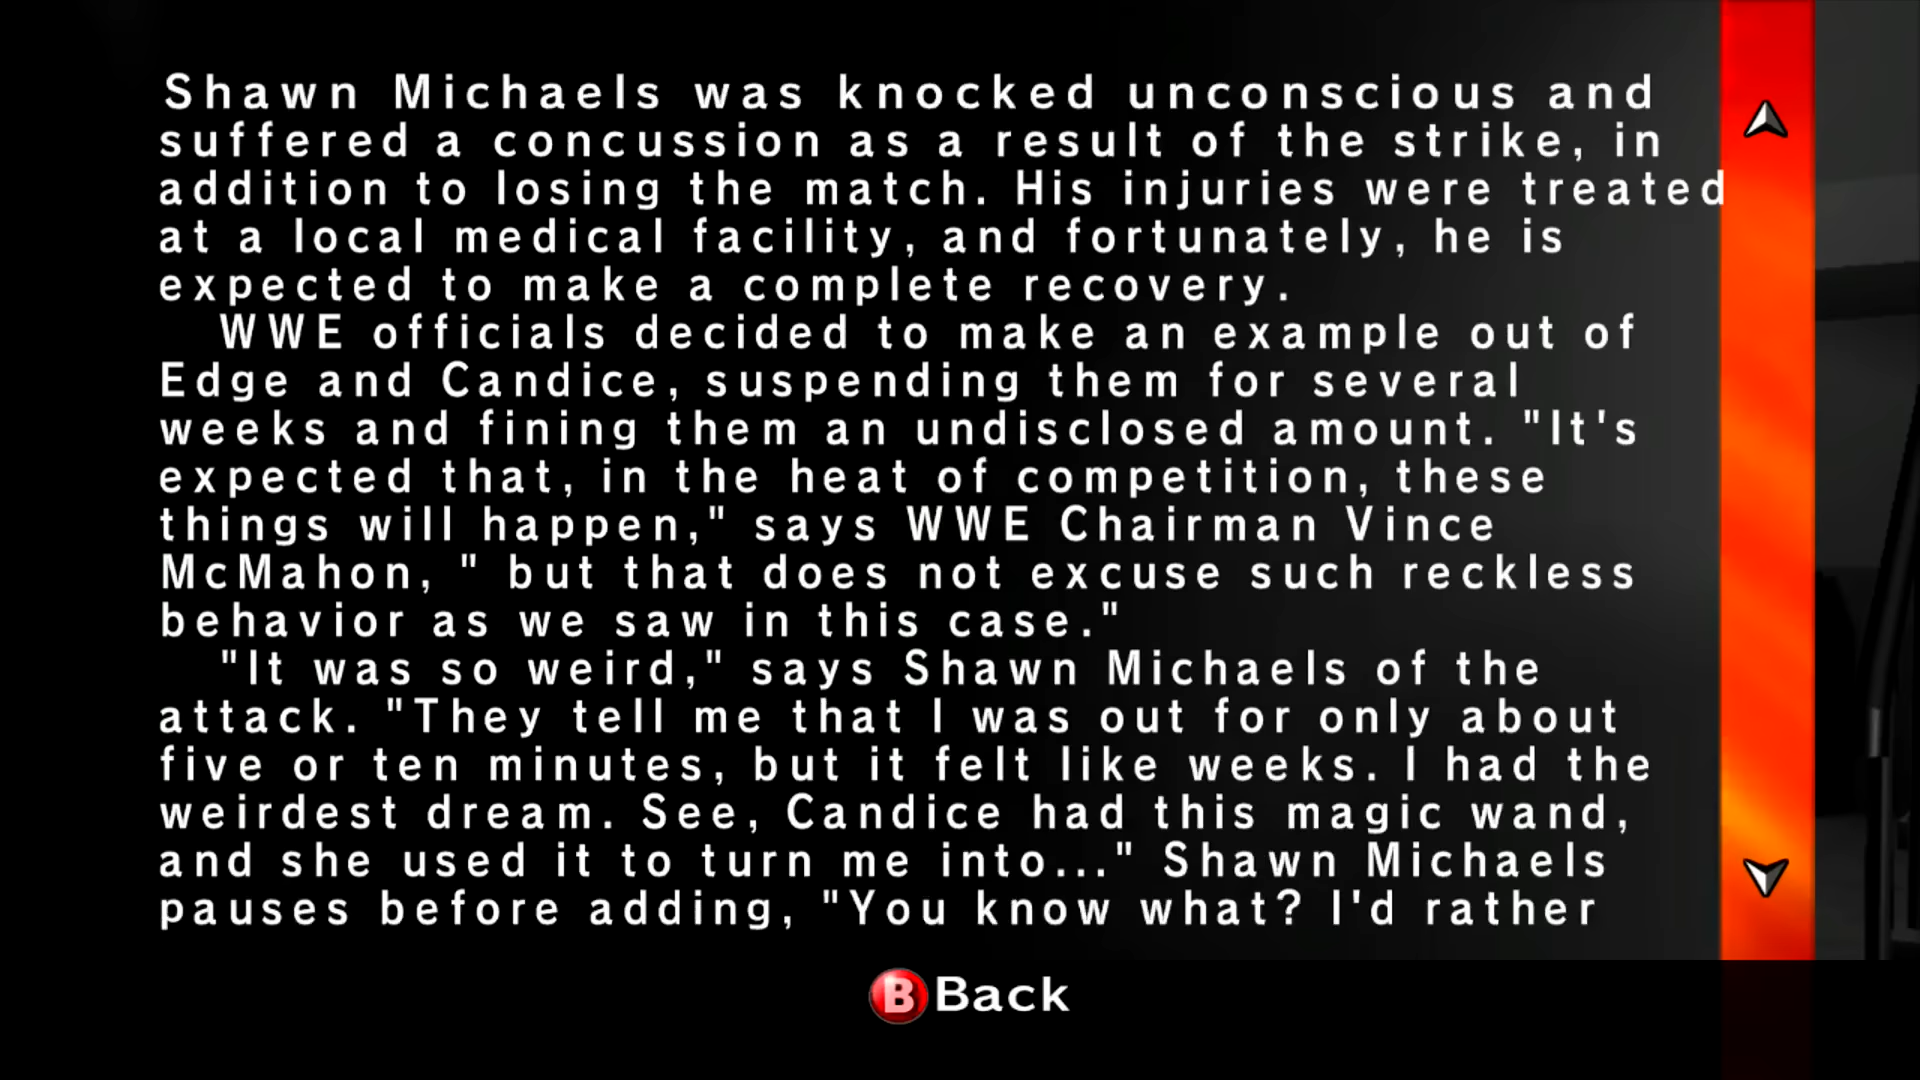 Shawn Michaels was knocked unconscious and
suffered a concussion as a result of the strike, in
addition to losing the match. His injuries were treated
at a local medical facility, and fortunately, he is
expected to make a complete recovery.
WWE officials decided to make an example out of
Edge and Candice, suspending them for several
weeks and fining them an undisclosed amount. "It's
expected that, in the heat of competition, these
things will happen," says WWE Chairman Vince
McMahon, " but that does not excuse such reckless
behavior as we saw in this case."
"It was so weird," says Shawn Michaels of the
attack. "They tell me that I was out for only about
five or ten minutes, but it felt like weeks. I had the
weirdest dream. See, Candice had this magic wand,
and she used it to turn me into..." Shawn Michaels
pauses before adding, "You know what? I'd rather
B Back